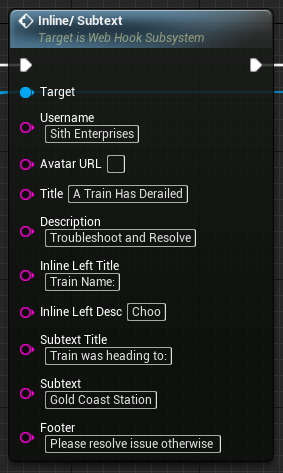 Inline/ Subtext
Target is Web Hook Subsystem
Target
Username
Sith Enterprises
Avatar URL
Title A Train Has Derailed
Description
Troubleshoot and Resolve
Inline Left Title
Train Name:
Inline Left Desc Choo
Subtext Title
Train was heading to:
Subtext
Gold Coast Station
Footer
Please resolve issue otherwise